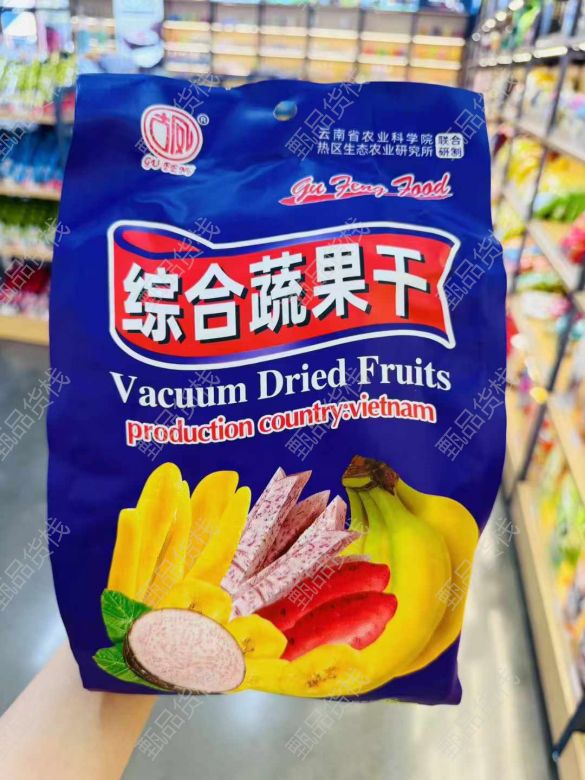 GU FENG
®
云南省农业科学院
热区生态农业研究所
联合
研制
Gu Feng Food
综合蔬果干
Vacuum Dried Fruits
production country:vietnam
甄品货栈